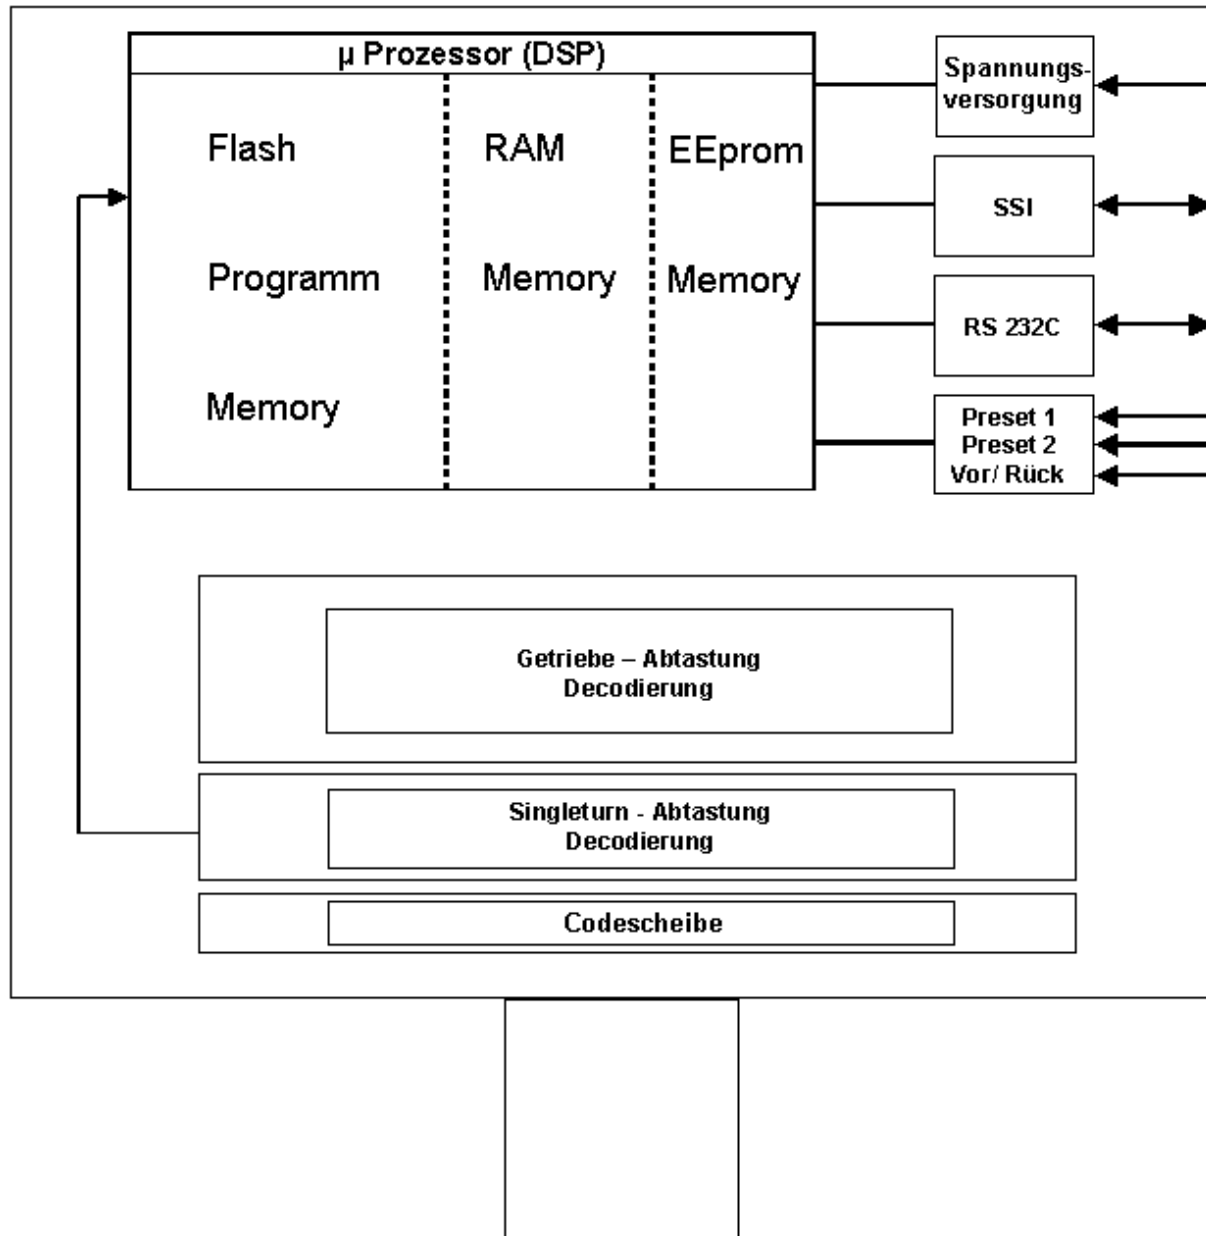 µ Prozessor (DSP)
Flash
Programm
Memory
RAM
Memory
EEprom
Memory
Spannungs-
versorgung
SSI
RS 232C
Preset 1
Preset 2
Vor/ Rück
Getriebe – Abtastung
Decodierung
Singleturn - Abtastung
Decodierung
Codescheibe